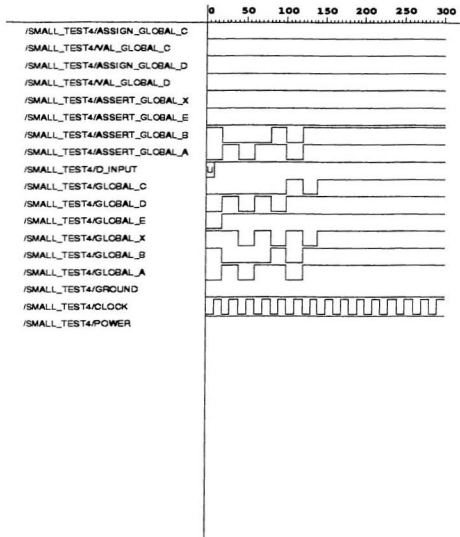 0 50 100 150 200 250 300
/SMALL_TEST4/ASSIGN_GLOBAL_C
/SMALL_TEST4/VAL_GLOBAL_C
/SMALL_TEST4/ASSIGN_GLOBAL_D
/SMALL_TEST4/VAL_GLOBAL_D
/SMALL_TEST4/ASSERT_GLOBAL_X
/SMALL_TEST4/ASSERT_GLOBAL_E
/SMALL_TEST4/ASSERT_GLOBAL_B
/SMALL_TEST4/ASSERT_GLOBAL_A
/SMALL_TEST4/D_INPUT
/SMALL_TEST4/GLOBAL_C
/SMALL_TEST4/GLOBAL_D
/SMALL_TEST4/GLOBAL_E
/SMALL_TEST4/GLOBAL_X
/SMALL_TEST4/GLOBAL_B
/SMALL_TEST4/GLOBAL_A
/SMALL_TEST4/GROUND
/SMALL_TEST4/CLOCK
/SMALL_TEST4/POWER